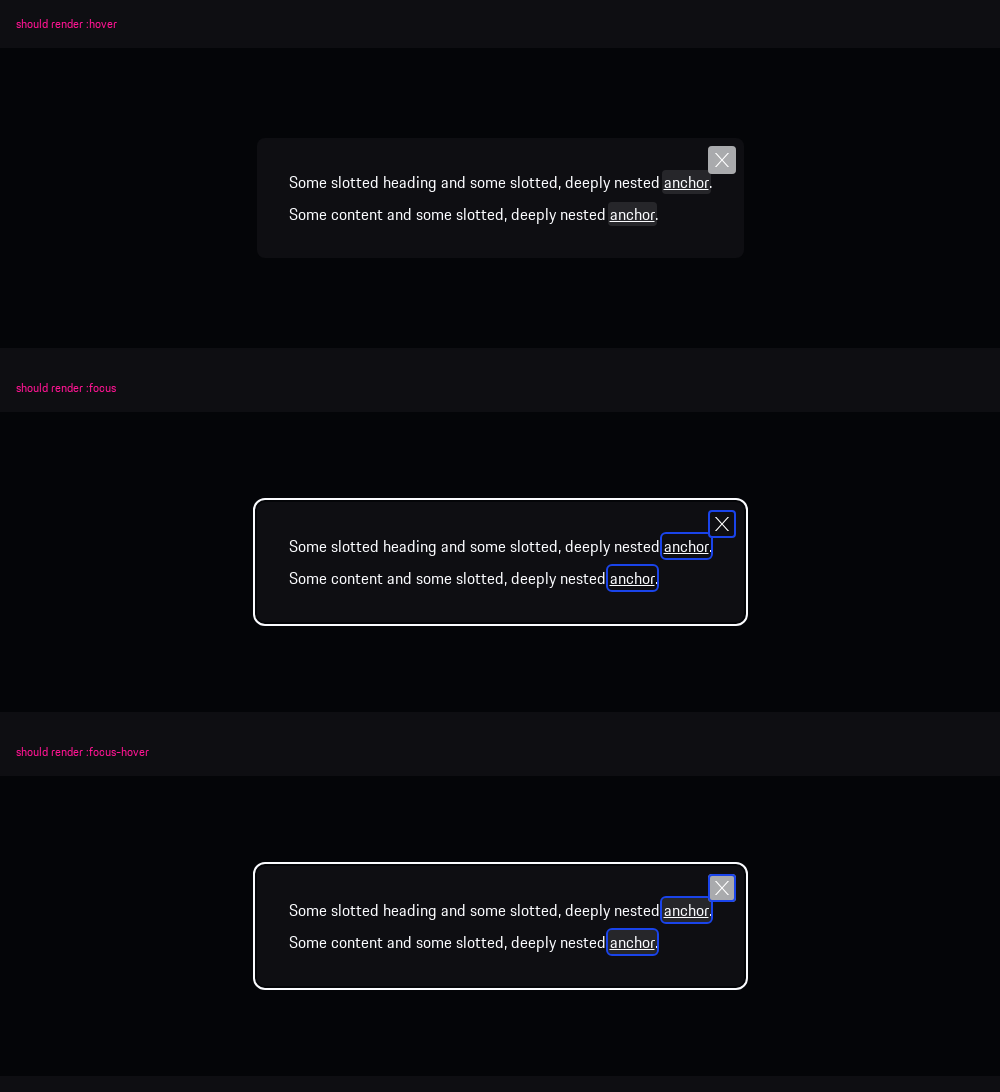 should render :hover
Some slotted heading and some slotted, deeply nested anchor.
Some content and some slotted, deeply nested anchor.
should render :focus
Some slotted heading and some slotted, deeply nested anchor.
Some content and some slotted, deeply nested anchor.
should render :focus-hover
Some slotted heading and some slotted, deeply nested anchor.
Some content and some slotted, deeply nested anchor.